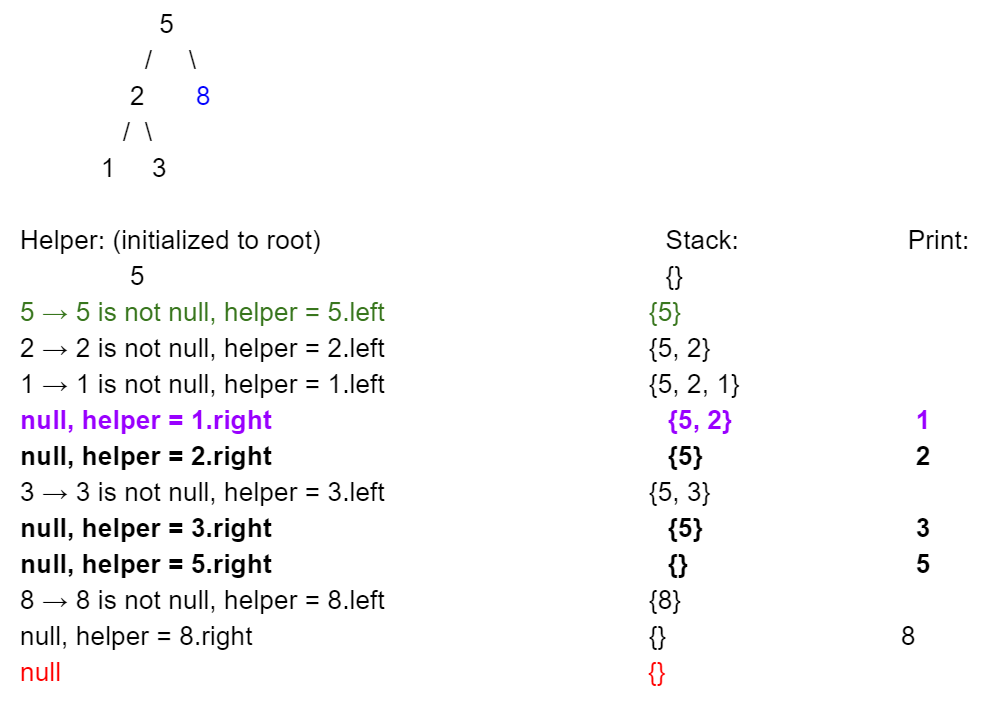 5
/ \
2 8
/ \
1 3
Helper: (initialized to root) Stack: Print:
5 {}
5 → 5 is not null, helper = 5.left {5}
2 → 2 is not null, helper = 2.left {5, 2}
1 → 1 is not null, helper = 1.left {5, 2, 1}
null, helper = 1.right {5, 2} 1
null, helper = 2.right {5} 2
3 → 3 is not null, helper = 3.left {5, 3}
null, helper = 3.right {5} 3
null, helper = 5.right {} 5
8 → 8 is not null, helper = 8.left {8}
null, helper = 8.right {} 8
null {}